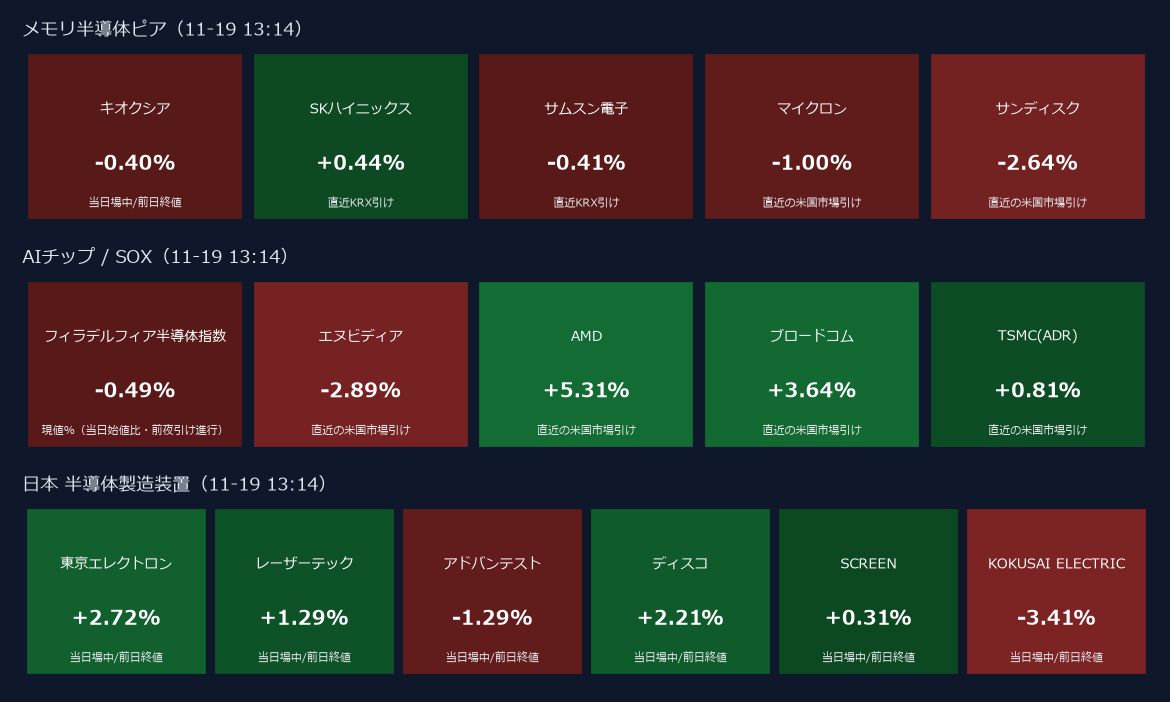 メモリ半導体ピア（11-19 13:14）
キオクシア
-0.40%
当日場中/前日終値
SKハイニックス
+0.44%
直近KRX引け
サムスン電子
-0.41%
直近KRX引け
マイクロン
-1.00%
直近の米国市場引け
サンディスク
-2.64%
直近の米国市場引け
AIチップ / SOX（11-19 13:14）
フィラデルフィア半導体指数
-0.49%
現値%（当日始値比・前夜引け進行）
エヌビディア
-2.89%
直近の米国市場引け
AMD
+5.31%
直近の米国市場引け
ブロードコム
+3.64%
直近の米国市場引け
TSMC(ADR)
+0.81%
直近の米国市場引け
日本 半導体製造装置（11-19 13:14）
東京エレクトロン
+2.72%
当日場中/前日終値
レーザーテック
+1.29%
当日場中/前日終値
アドバンテスト
-1.29%
当日場中/前日終値
ディスコ
+2.21%
当日場中/前日終値
SCREEN
+0.31%
当日場中/前日終値
KOKUSAI ELECTRIC
-3.41%
当日場中/前日終値